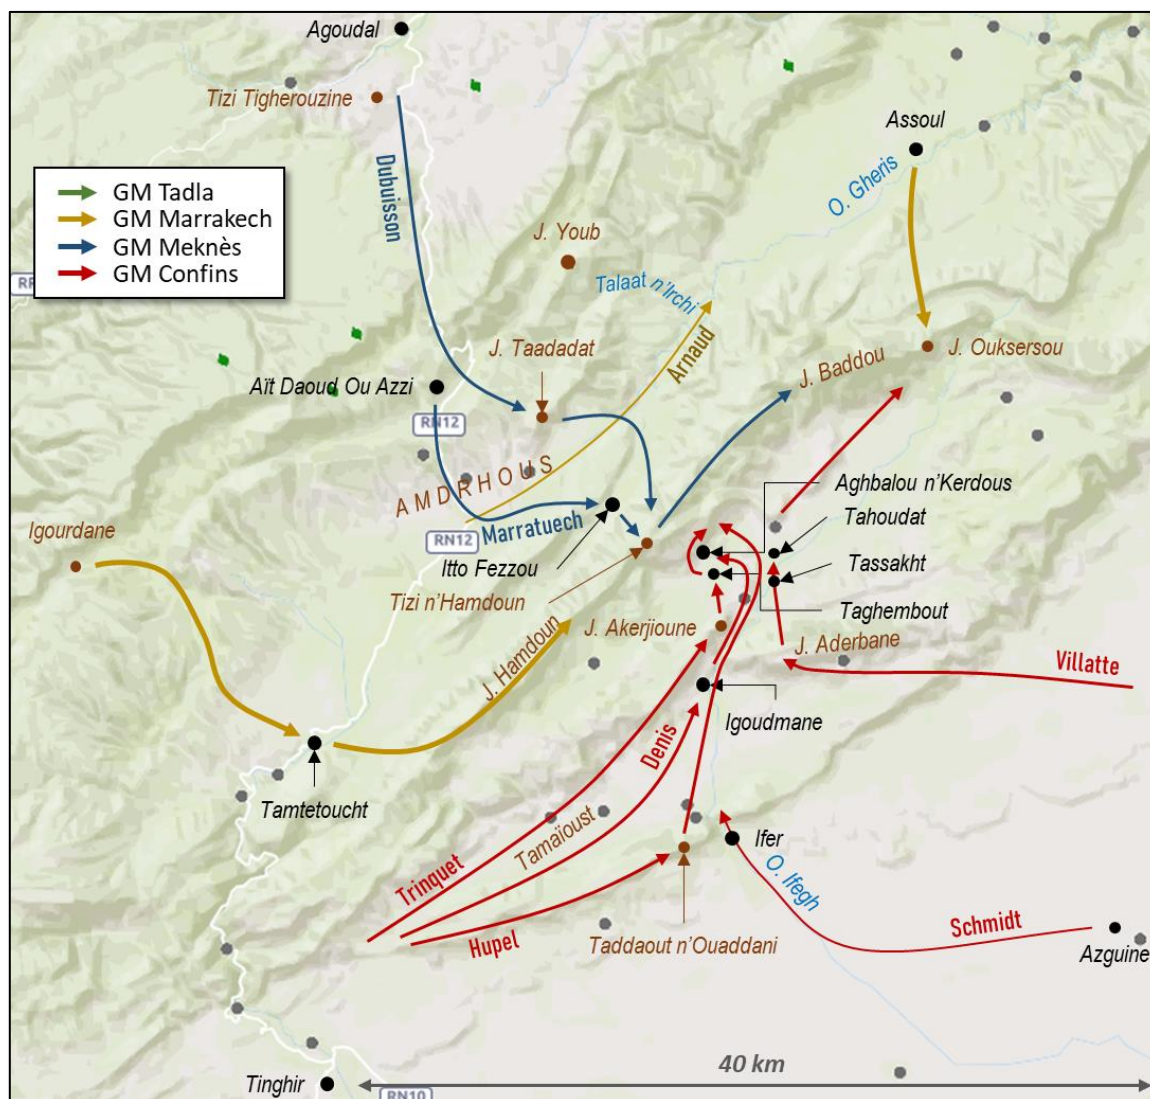 Agoudal
Tizi Tigherouzine
Assoul
GM Tadla
GM Marrakech
GM Meknès
GM Confins
Dubuisson
O. Gheris
J. Youb
Talaat n'Irchi
J. Taadadat
Arnaud
J. Baddou
J. Ouksersou
Aït Daoud Ou Azzi
RN12
AMDRHOUS
Aghbalou n'Kerdous
Igourdane
Marratuech
RN12
Tahoudat
Itto Fezzou
Tassakht
Tizi n'Hamdoun
Taghembout
J. Akerjioune
J. Aderbane
Villatte
J. Hamdoun
Igoudmane
Denis
Tamtetoucht
Tamaïoust
Ifer
Trinquet
O. Ifegh
Hupel
Schmidt
Taddaout n'Ouaddani
Azguine
40 km
Tinghir
RN10